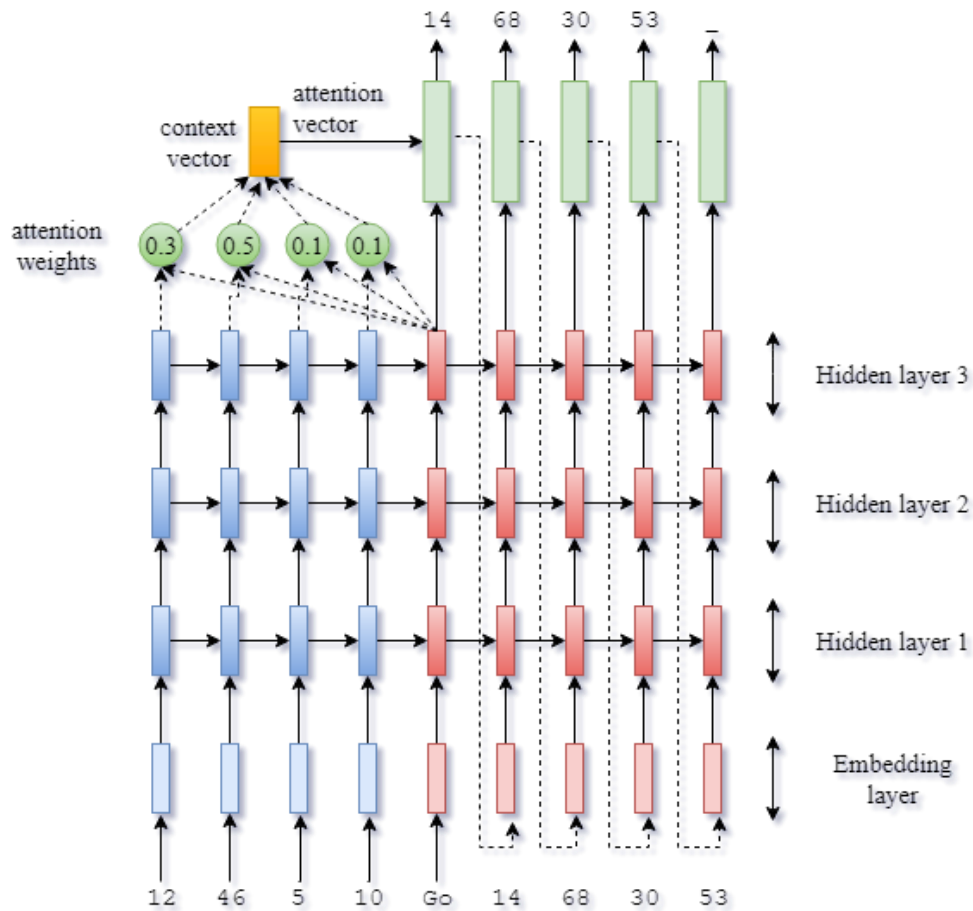 14 68 30 53 _
attention
vector
context
vector
attention
weights
0.3 0.5 0.1 0.1
Hidden layer 3
Hidden layer 2
Hidden layer 1
Embedding
layer
12 46 5 10 Go 14 68 30 53